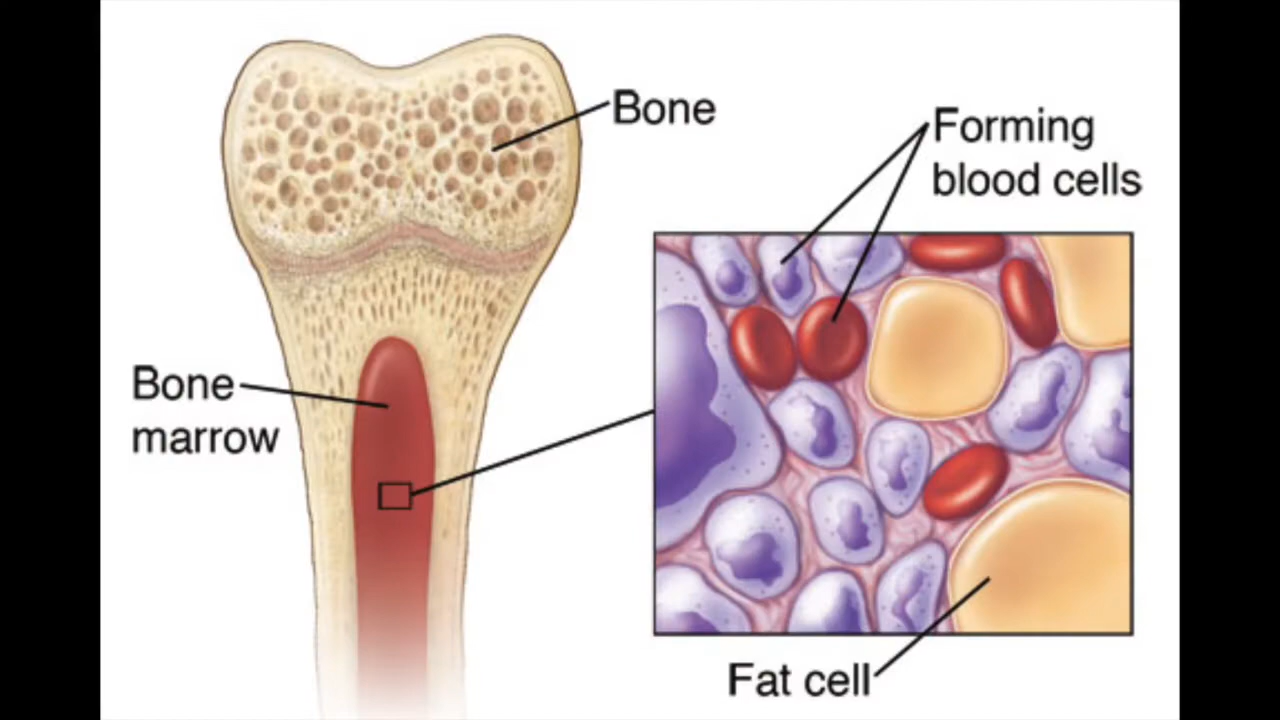 Bone
Forming
blood cells
Bone
marrow
Fat cell